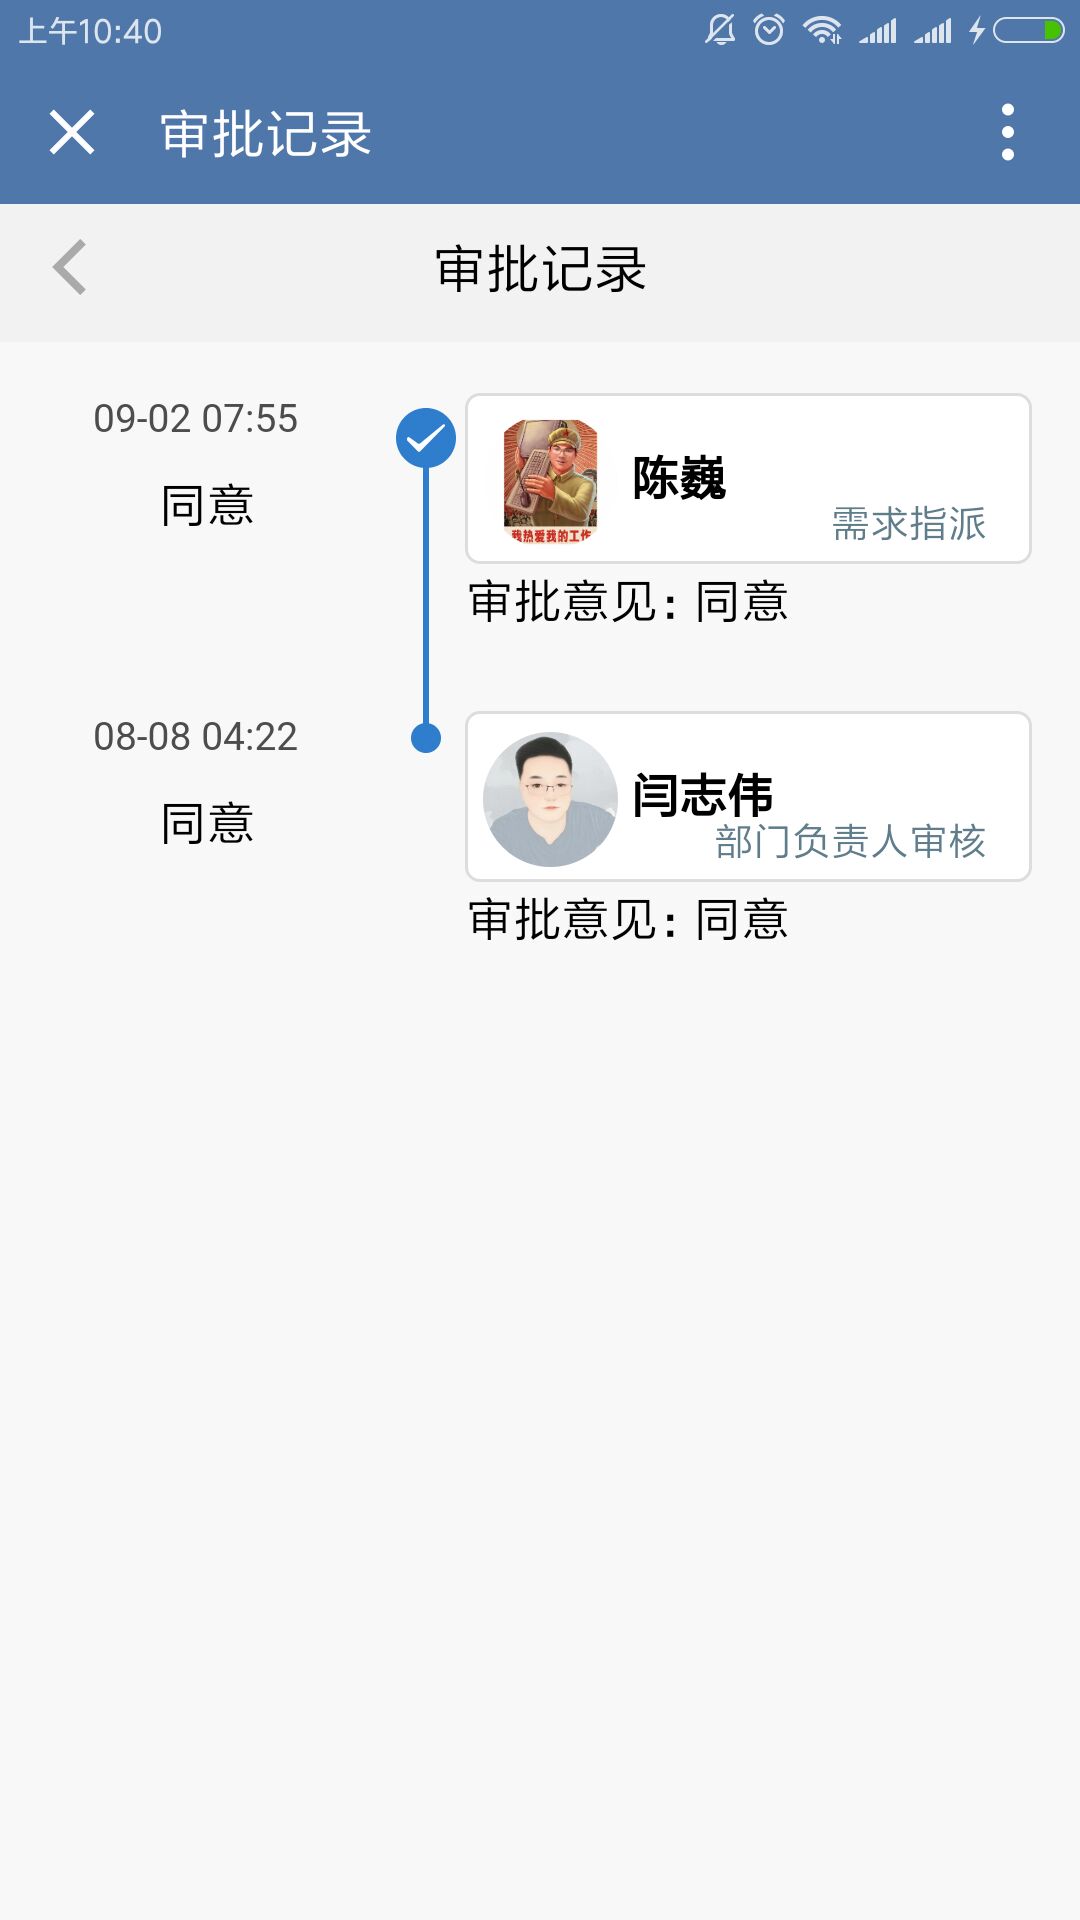 上午10:40
审批记录
审批记录
09-02 07:55
同意
我热爱我的工作
陈巍
需求指派
审批意见：同意
08-08 04:22
同意
闫志伟
部门负责人审核
审批意见：同意